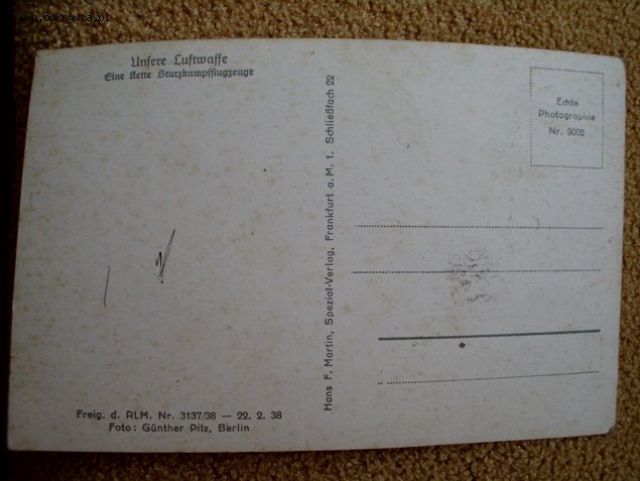 Unsere Luftwaffe
Eine Kette Sturzkampfflugzeuge
Hans F. Martin, Spezial-Verlag, Frankfurt a. M. 1. Schließfach 22
Echte
Photographie
Nr. 9002
Freig. d. RLM. Nr. 3137/38 — 22. 2. 38
Foto: Günther Pilz, Berlin